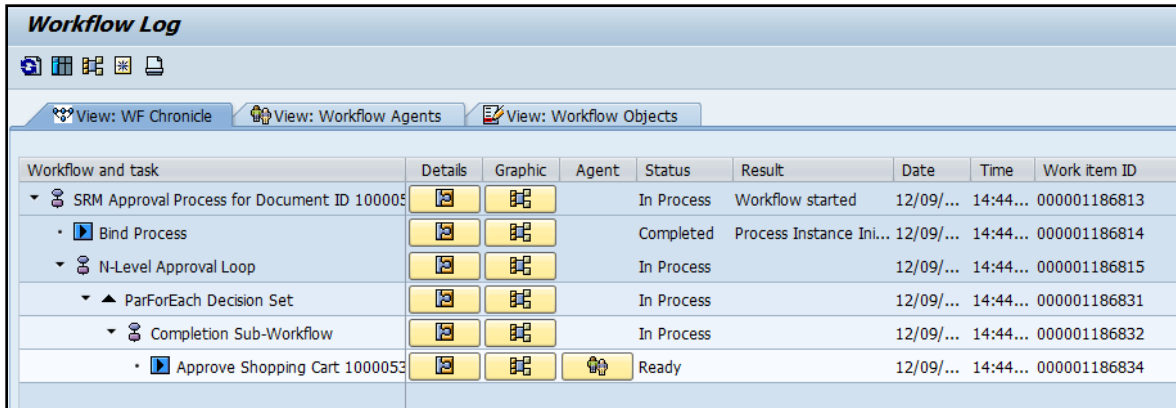 Workflow Log
View: WF Chronicle View: Workflow Agents View: Workflow Objects
Workflow and task Details Graphic Agent Status Result Date Time Work item ID
SRM Approval Process for Document ID 100005 In Process Workflow started 12/09/... 14:44... 000001186813
Bind Process Completed Process Instance Ini... 12/09/... 14:44... 000001186814
N-Level Approval Loop In Process 12/09/... 14:44... 000001186815
ParForEach Decision Set In Process 12/09/... 14:44... 000001186831
Completion Sub-Workflow In Process 12/09/... 14:44... 000001186832
Approve Shopping Cart 1000053 Ready 12/09/... 14:44... 000001186834